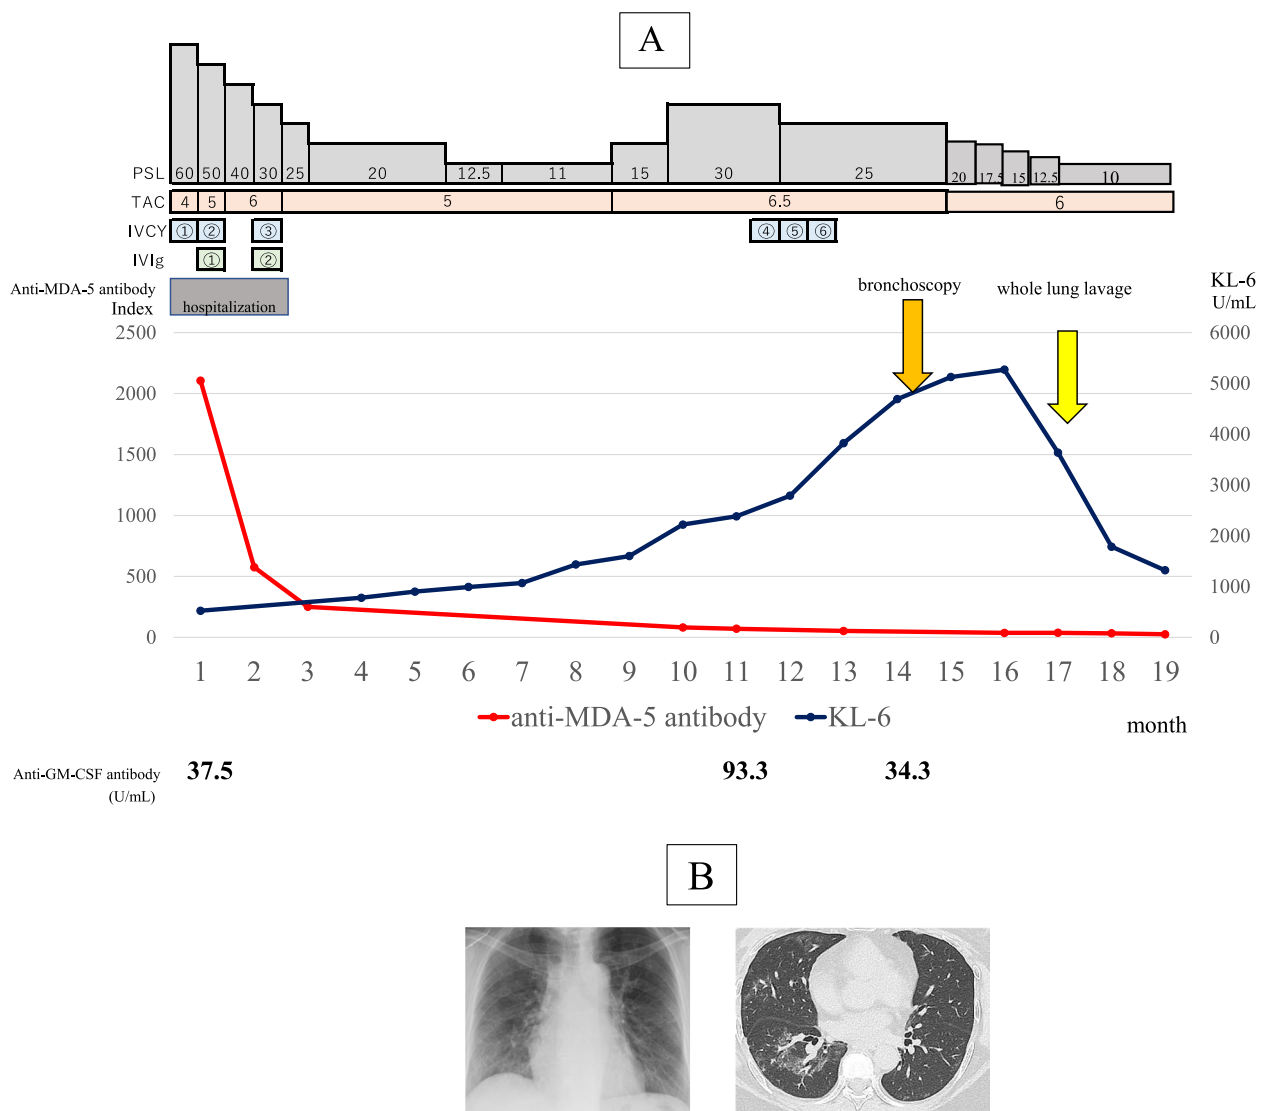 A
PSL 60 50 40 30 25 20 12.5 11 15 30 25 20 17.5 15 12.5 10
TAC 4 5 6 5 6.5 6
IVCY ① ② ③ ④ ⑤ ⑥
IVIg ① ②
Anti-MDA-5 antibody
Index
hospitalization
bronchoscopy
whole lung lavage
KL-6
U/mL
2500 6000
5000
2000
4000
1500
3000
1000
2000
500
1000
0 0
1 2 3 4 5 6 7 8 9 10 11 12 13 14 15 16 17 18 19
anti-MDA-5 antibody KL-6
month
Anti-GM-CSF antibody 37.5 93.3 34.3
(U/mL)
B